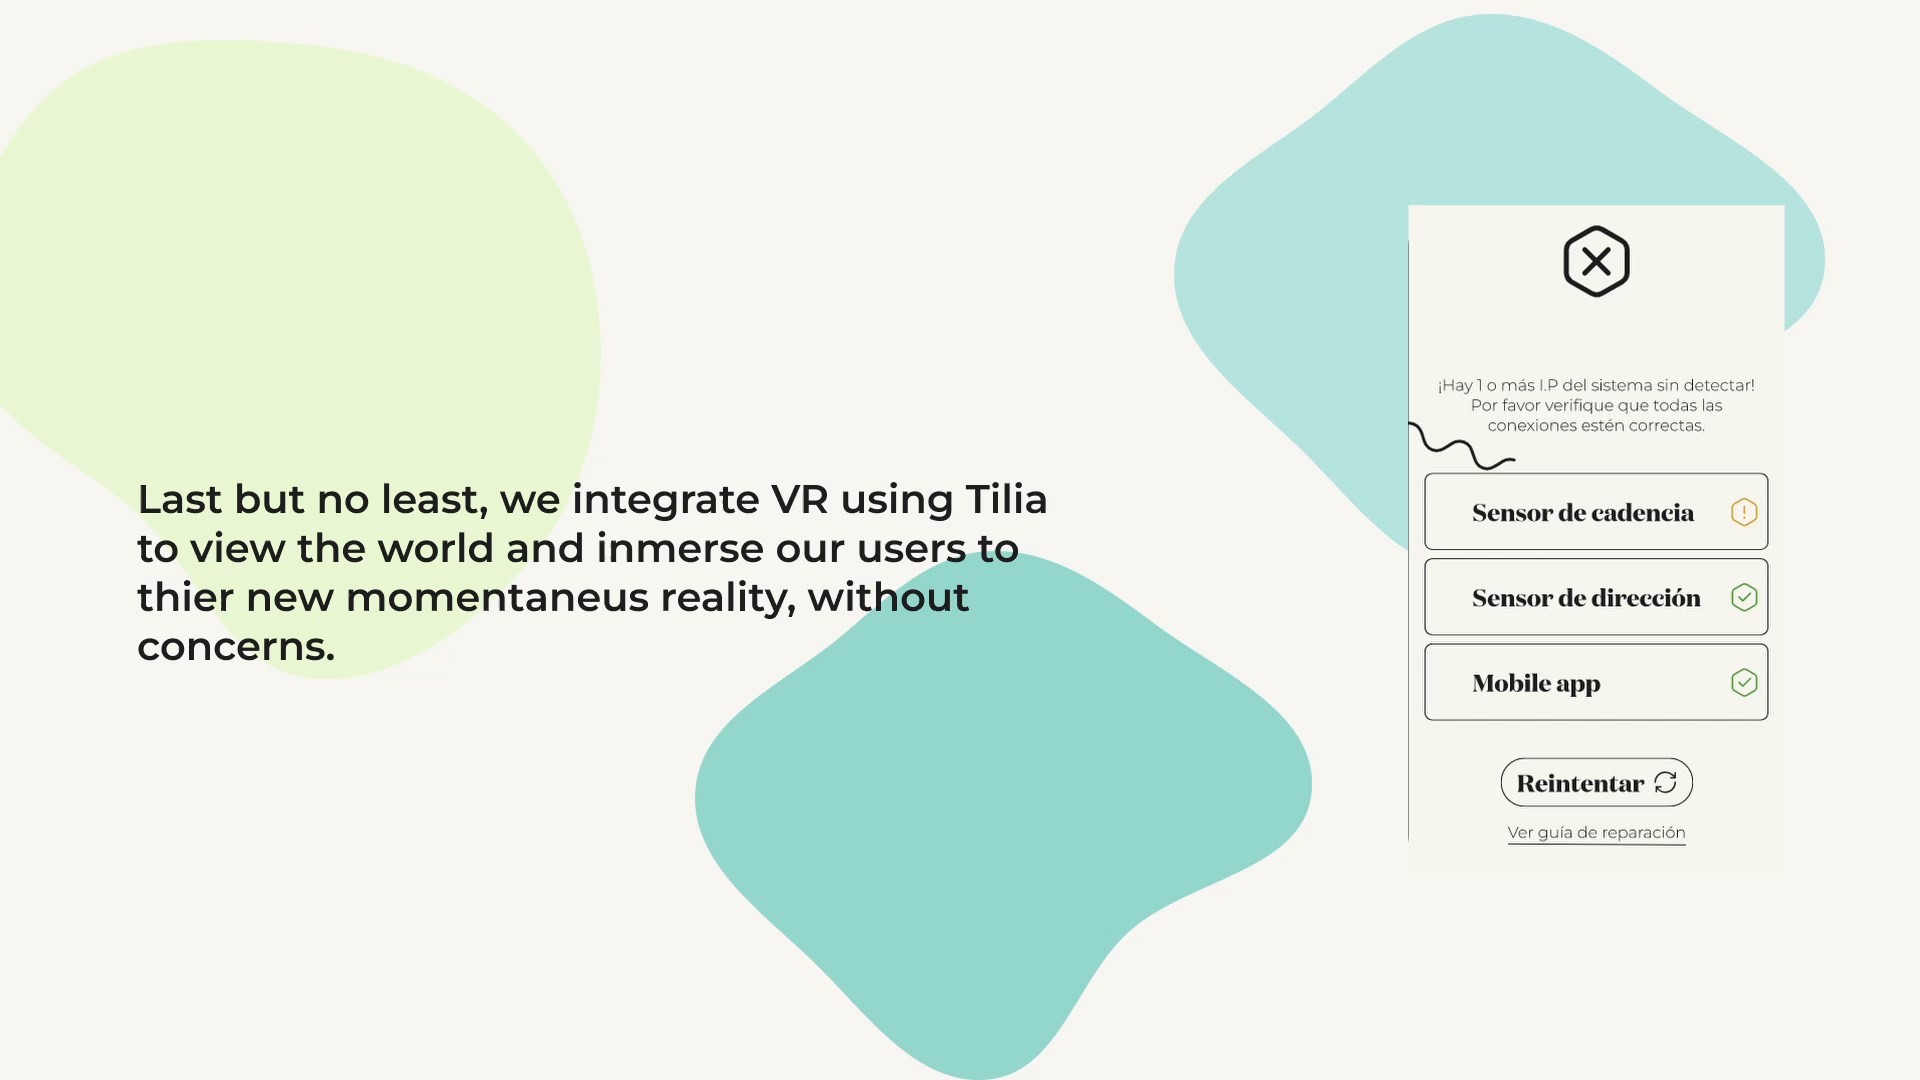 Last but no least, we integrate VR using Tilia
to view the world and inmerse our users to
thier new momentaneus reality, without
concerns.
¡Hay 1 o más I.P del sistema sin detectar!
Por favor verifique que todas las
conexiones estén correctas.
Sensor de cadencia
Sensor de dirección
Mobile app
Reintentar
Ver guía de reparación